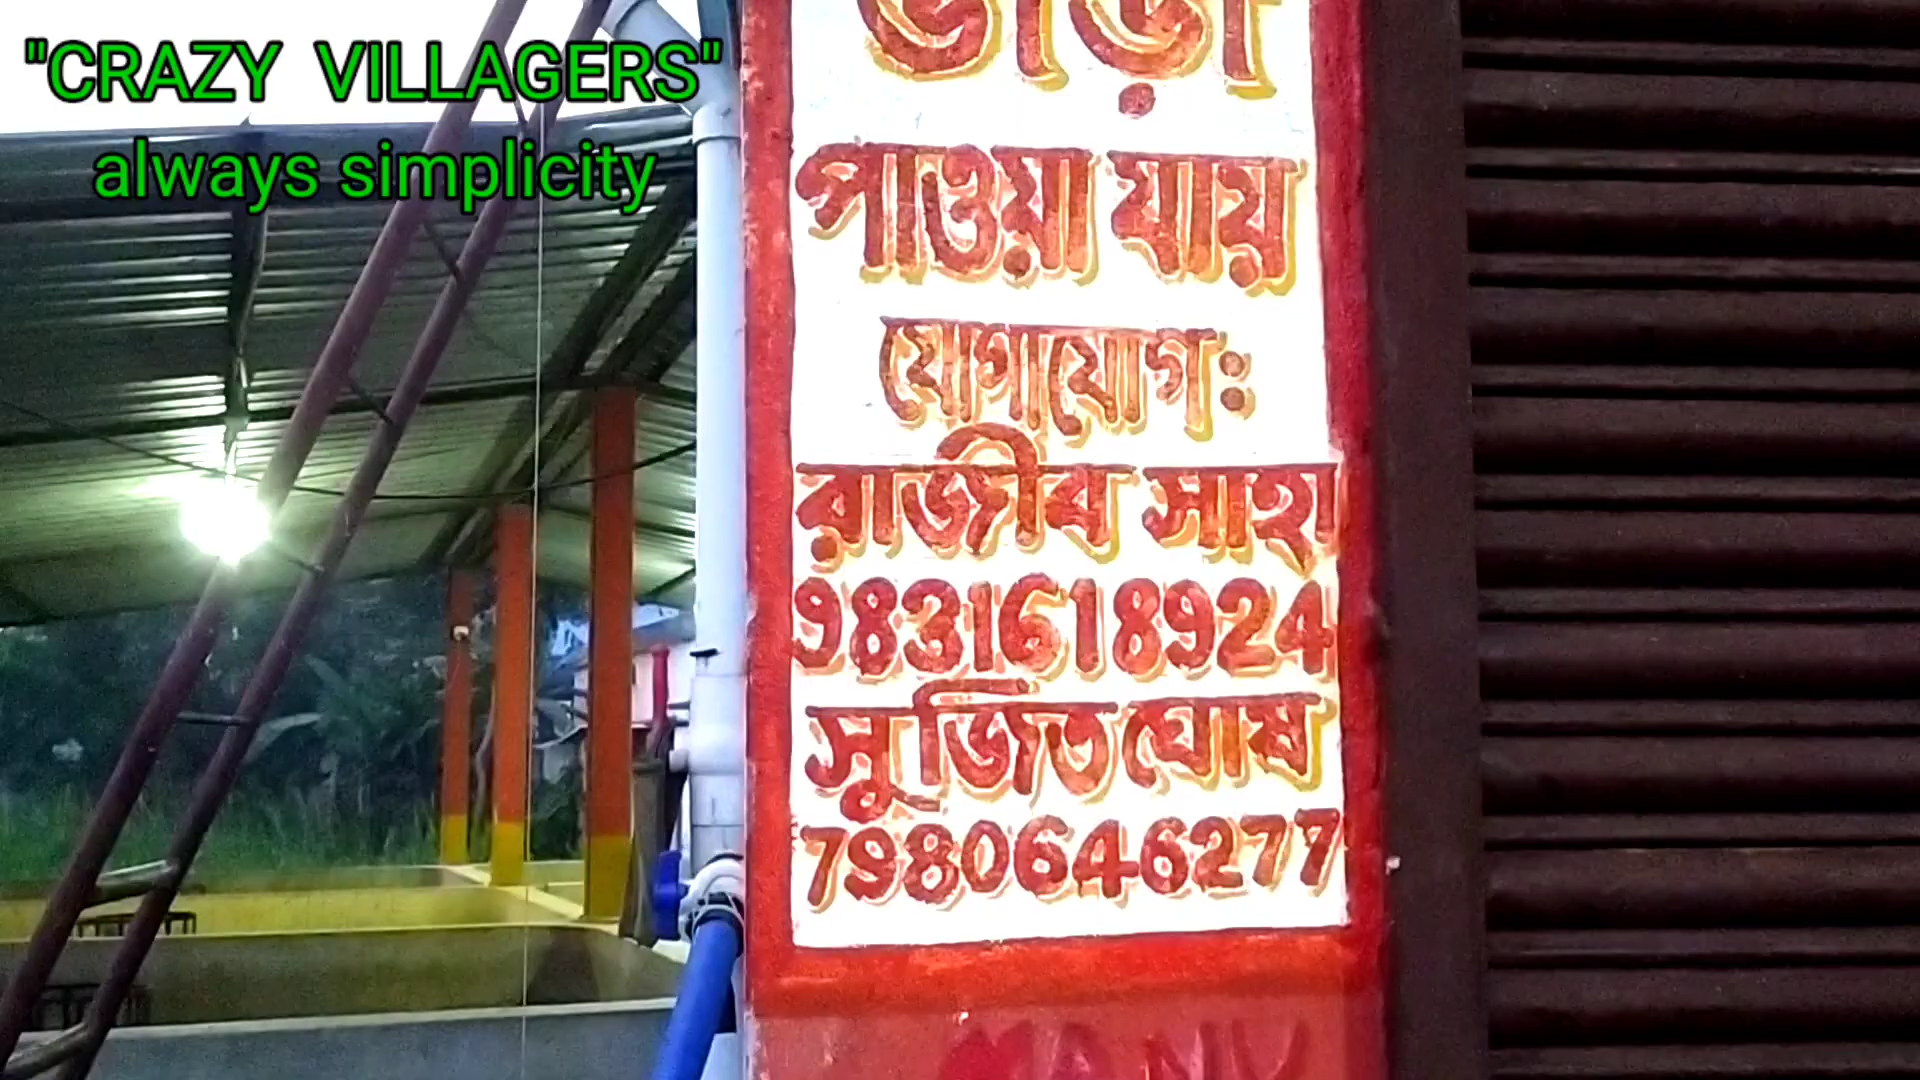 "CRAZY VILLAGERS"
always simplicity
ভাড়া
পাওয়া যায়
যোগাযোগঃ
রাজীব সাহা
9831618924
সুজিত ঘোষ
7980646277